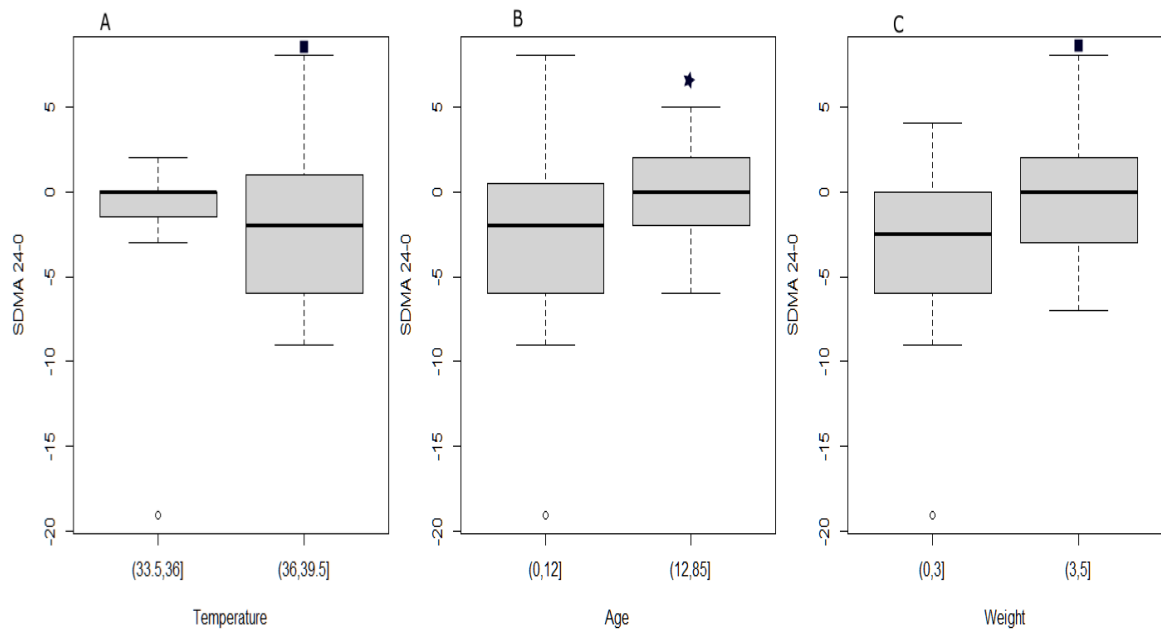 A
SDMA 24-0
5
0
-5
-10
-15
-20
(33.5,36]
(36,39.5]
Temperature
B
SDMA 24-0
5
0
-5
-10
-15
-20
(0,12]
(12,85]
Age
C
SDMA 24-0
5
0
-5
-10
-15
-20
(0,3]
(3,5]
Weight